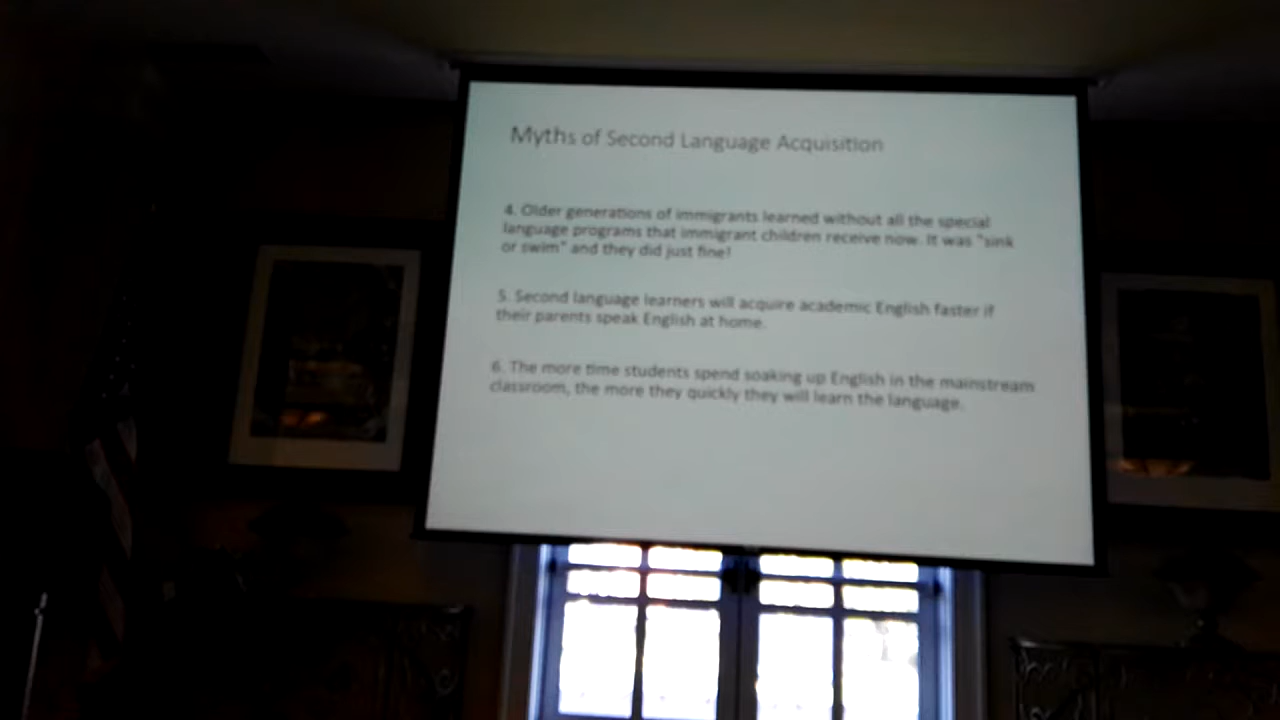 Myths of Second Language Acquisition
4. Older generations of immigrants learned without all the special
language programs that immigrant children receive now. It was "sink
or swim" and they did just fine!
5. Second language learners will acquire academic English faster if
their parents speak English at home.
6. The more time students spend soaking up English in the mainstream
classroom, the more they quickly they will learn the language.